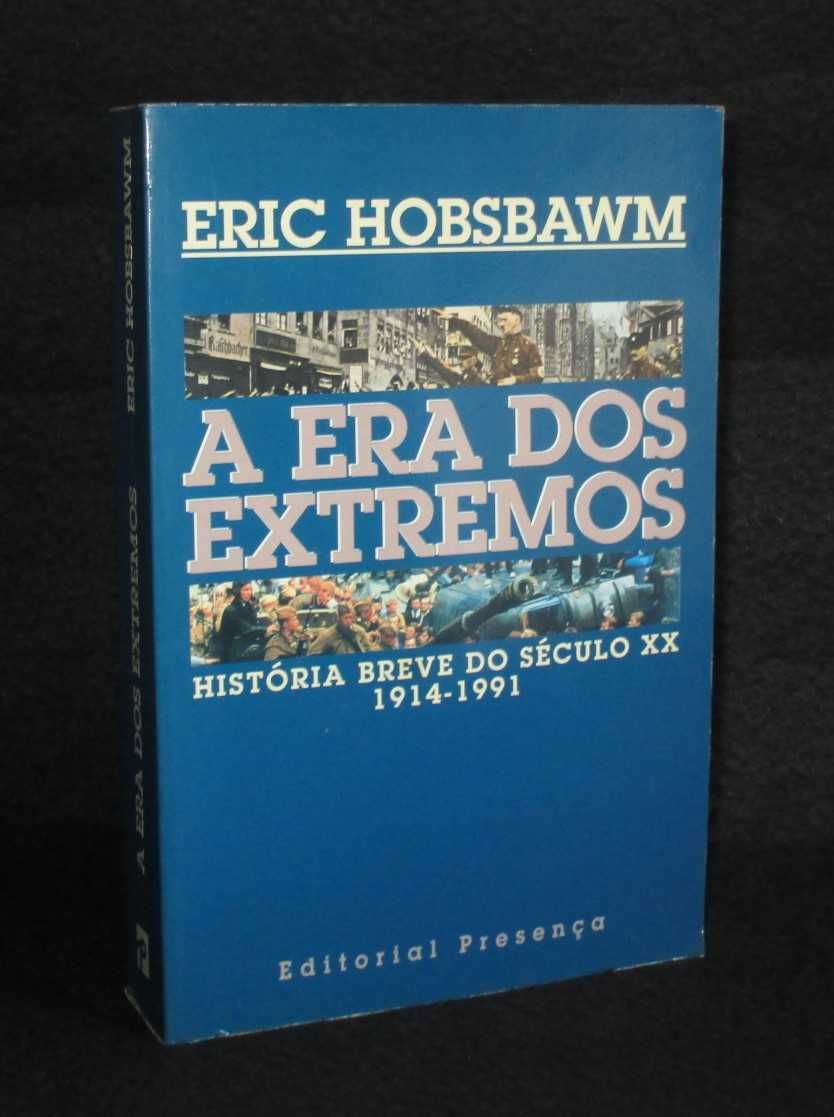 ERIC HOBSBAWM
A ERA DOS
EXTREMOS
HISTÓRIA BREVE DO SÉCULO XX
1914-1991
Editorial Presença
A ERA DOS EXTREMOS ERIC HOBSBAWM